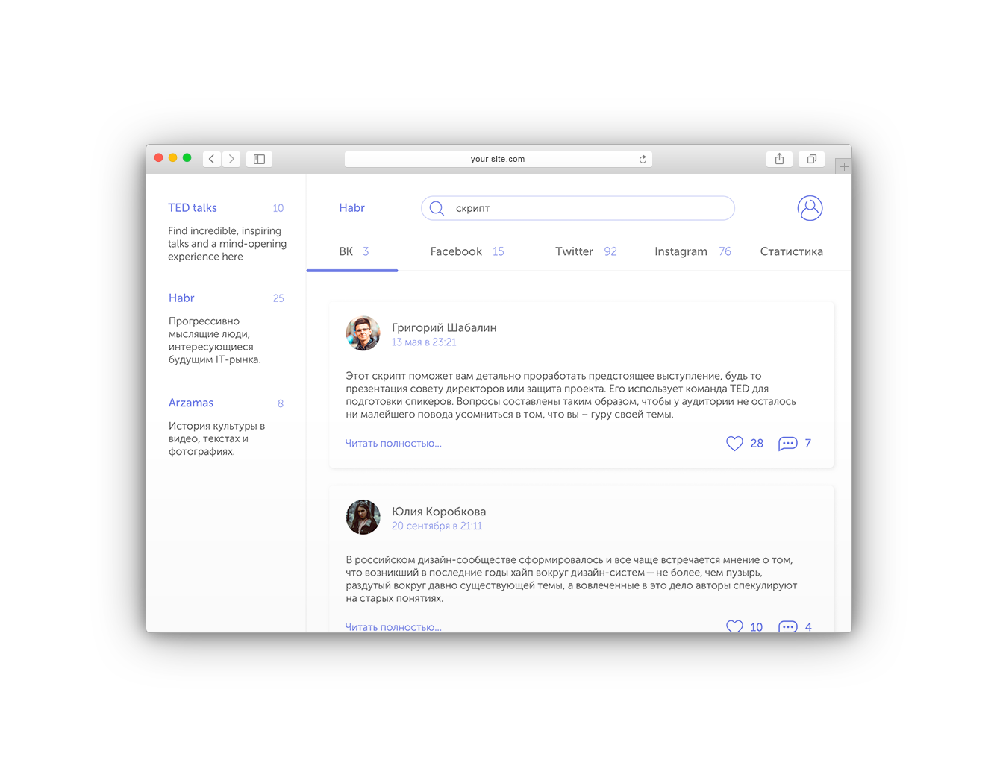 your site.com
TED talks 10
Find incredible, inspiring
talks and a mind-opening
experience here
Habr 25
Прогрессивно
мыслящие люди,
интересующиеся
будущим IT-рынка.
Arzamas 8
История культуры в
видео, текстах и
фотографиях.
Habr
скрипт
ВК 3 Facebook 15 Twitter 92 Instagram 76 Статистика
Григорий Шабалин
13 мая в 23:21
Этот скрипт поможет вам детально проработать предстоящее выступление, будь то
презентация совету директоров или защита проекта. Его использует команда TED для
подготовки спикеров. Вопросы составлены таким образом, чтобы у аудитории не осталось
ни малейшего повода усомниться в том, что вы – гуру своей темы.
Читать полностью... 28 7
Юлия Коробкова
20 сентября в 21:11
В российском дизайн-сообществе сформировалось и все чаще встречается мнение о том,
что возникший в последние годы хайп вокруг дизайн-систем — не более, чем пузырь,
раздутый вокруг давно существующей темы, а вовлеченные в это дело авторы спекулируют
на старых понятиях.
Читать полностью... 10 4